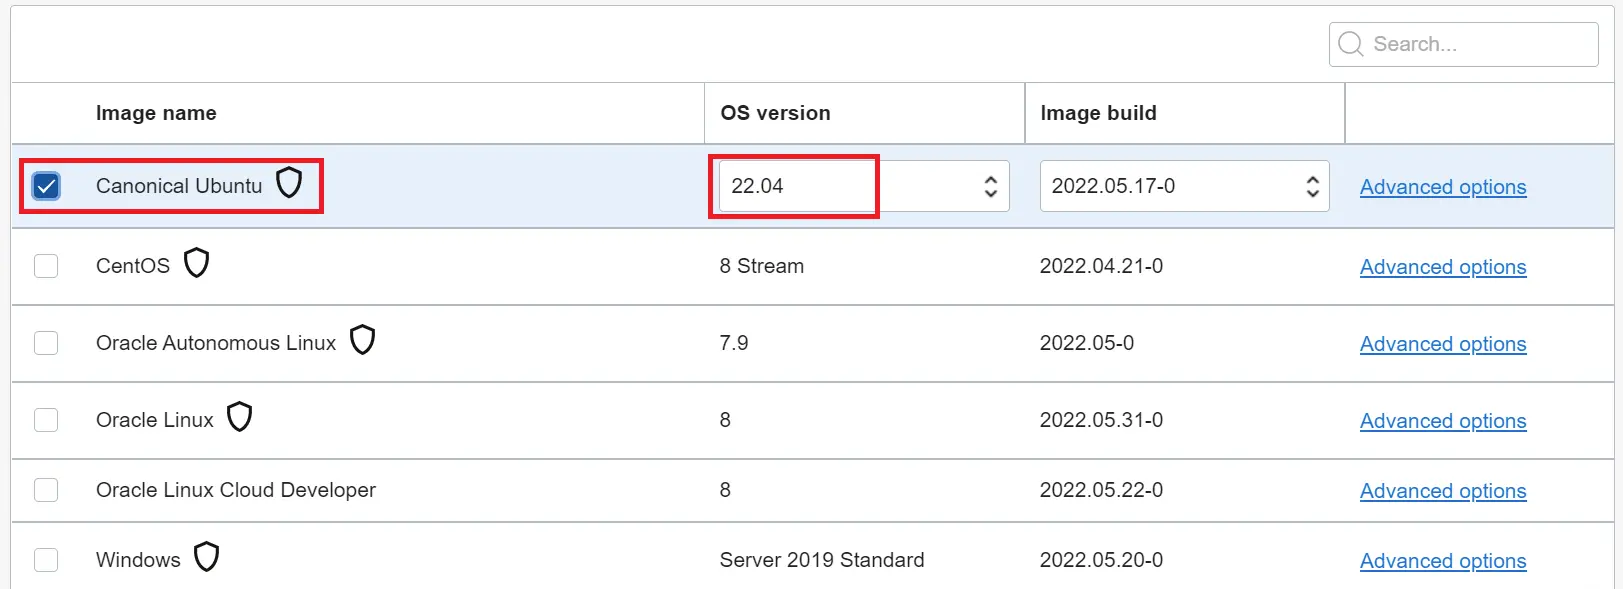 Search...
Image name OS version Image build
Canonical Ubuntu 22.04 2022.05.17-0 Advanced options
CentOS 8 Stream 2022.04.21-0 Advanced options
Oracle Autonomous Linux 7.9 2022.05-0 Advanced options
Oracle Linux 8 2022.05.31-0 Advanced options
Oracle Linux Cloud Developer 8 2022.05.22-0 Advanced options
Windows Server 2019 Standard 2022.05.20-0 Advanced options